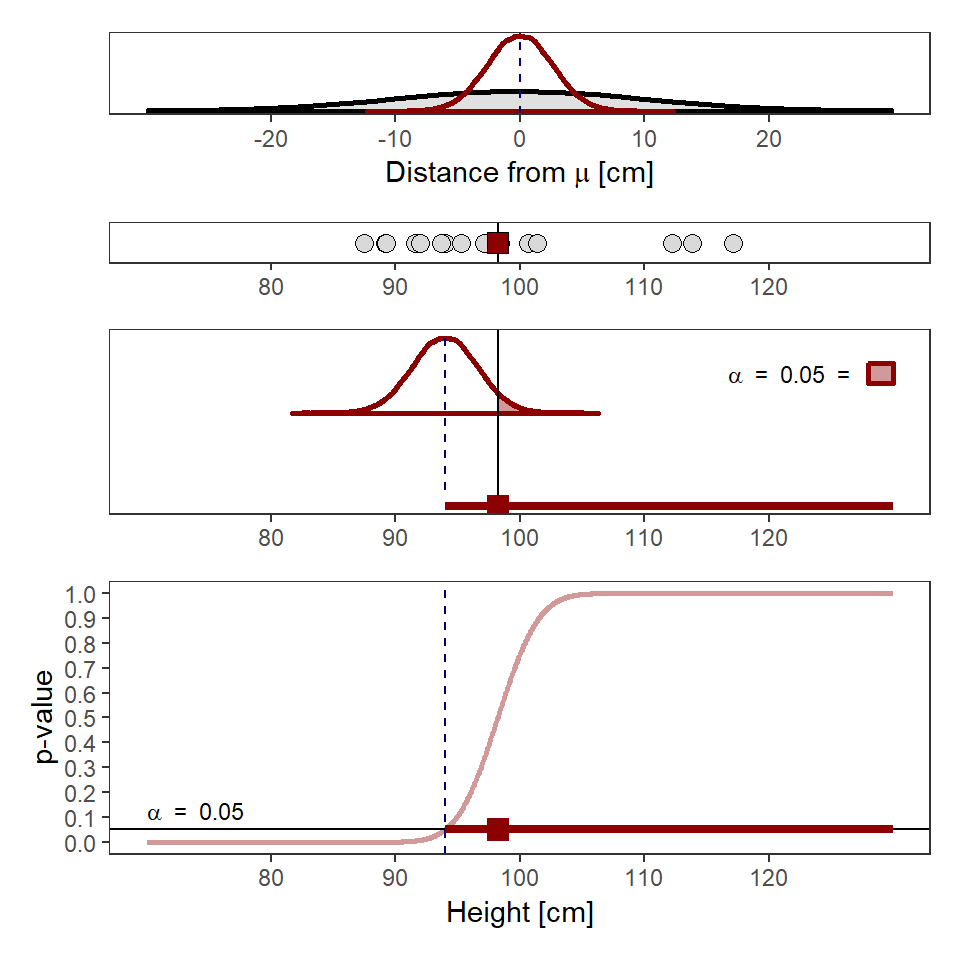 -20 -10 0 10 20
Distance from μ [cm]
80 90 100 110 120
α = 0.05 =
80 90 100 110 120
1.0
0.9
0.8
0.7
0.6
0.5
0.4
0.3
0.2
0.1
0.0
p-value
α = 0.05
80 90 100 110 120
Height [cm]